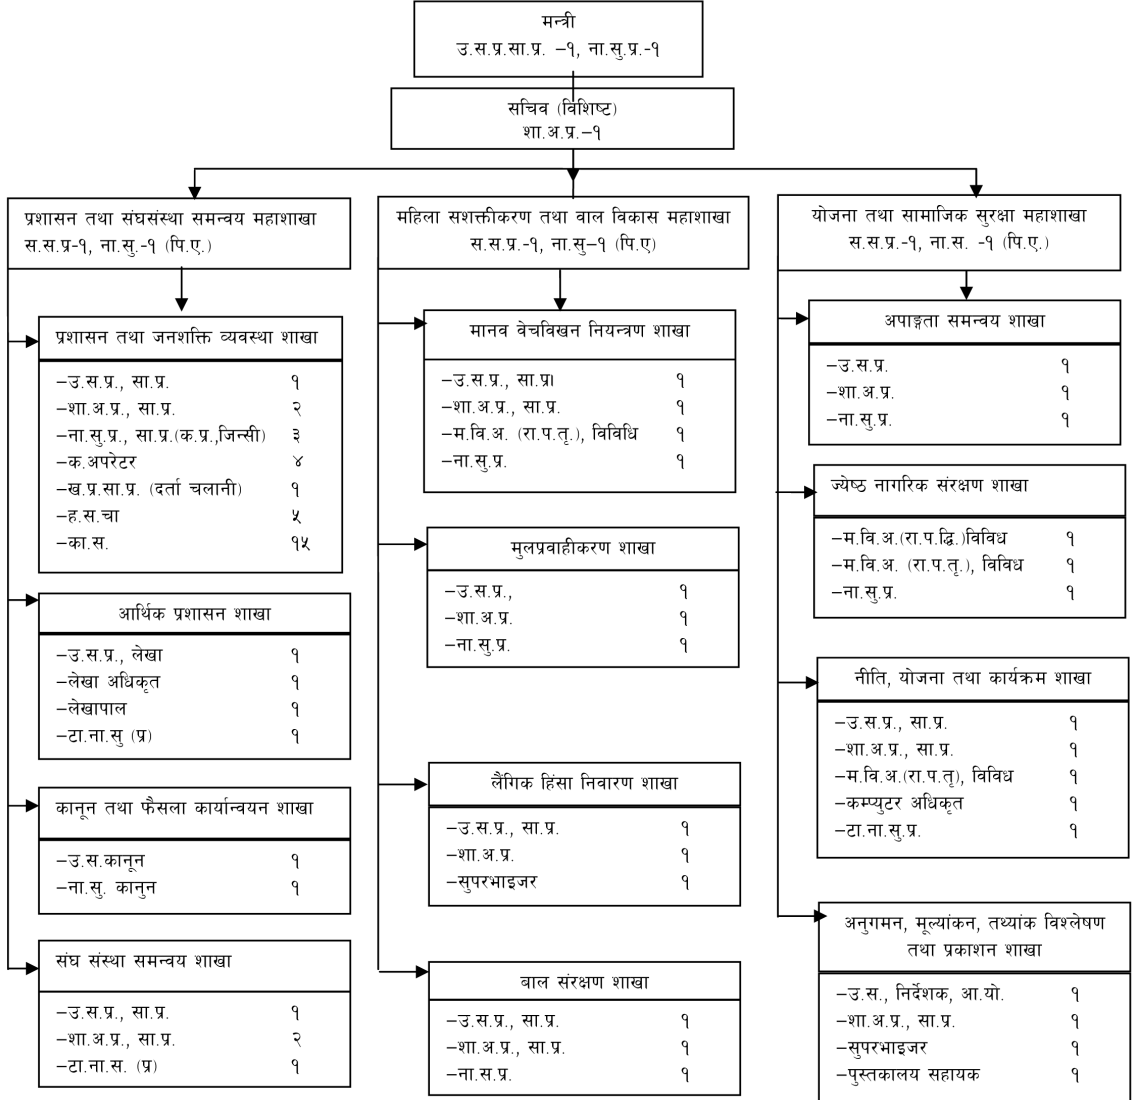 मन्त्री
उ.स.प्र.सा.प्र. –१, ना.सु.प्र.-१
सचिव (विशिष्ट)
शा.अ.प्र.–१
प्रशासन तथा संघसंस्था समन्वय महाशाखा
स.स.प्र-१, ना.सु.-१ (पि.ए.)
प्रशासन तथा जनशक्ति व्यवस्था शाखा
–उ.स.प्र., सा.प्र. १
–शा.अ.प्र., सा.प्र. २
–ना.सु.प्र., सा.प्र.(क.प्र.,जिन्सी) ३
–क.अपरेटर ४
–ख.प्र.सा.प्र. (दर्ता चलानी) १
–ह.स.चा ५
–का.स. १५
आर्थिक प्रशासन शाखा
–उ.स.प्र., लेखा १
–लेखा अधिकृत १
–लेखापाल १
–टा.ना.सु (प्र) १
कानून तथा फैसला कार्यान्वयन शाखा
–उ.स.कानून १
–ना.सु. कानुन १
संघ संस्था समन्वय शाखा
–उ.स.प्र., सा.प्र. १
–शा.अ.प्र., सा.प्र. २
–टा.ना.स. (प्र) १
महिला सशक्तीकरण तथा वाल विकास महाशाखा
स.स.प्र.-१, ना.सु–१ (पि.ए)
मानव वेचविखन नियन्त्रण शाखा
–उ.स.प्र., सा.प्र। १
–शा.अ.प्र., सा.प्र. १
–म.वि.अ. (रा.प.तृ.), विविधि १
–ना.सु.प्र. १
मुलप्रवाहीकरण शाखा
–उ.स.प्र., १
–शा.अ.प्र. १
–ना.सु.प्र. १
लैंगिक हिंसा निवारण शाखा
–उ.स.प्र., सा.प्र. १
–शा.अ.प्र. १
–सुपरभाइजर १
बाल संरक्षण शाखा
–उ.स.प्र., सा.प्र. १
–शा.अ.प्र., सा.प्र. १
–ना.स.प्र. १
योजना तथा सामाजिक सुरक्षा महाशाखा
स.स.प्र.-१, ना.स. -१ (पि.ए.)
अपाङ्गता समन्वय शाखा
–उ.स.प्र. १
–शा.अ.प्र. १
–ना.सु.प्र. १
ज्येष्ठ नागरिक संरक्षण शाखा
–म.वि.अ.(रा.प.द्वि.)विविध १
–म.वि.अ. (रा.प.तृ.), विविध १
–ना.सु.प्र. १
नीति, योजना तथा कार्यक्रम शाखा
–उ.स.प्र., सा.प्र. १
–शा.अ.प्र., सा.प्र. १
–म.वि.अ.(रा.प.तृ), विविध १
–कम्प्युटर अधिकृत १
–टा.ना.सु.प्र. १
अनुगमन, मूल्यांकन, तथ्यांक विश्लेषण
तथा प्रकाशन शाखा
–उ.स., निर्देशक, आ.यो. १
–शा.अ.प्र., सा.प्र. १
–सुपरभाइजर १
–पुस्तकालय सहायक १